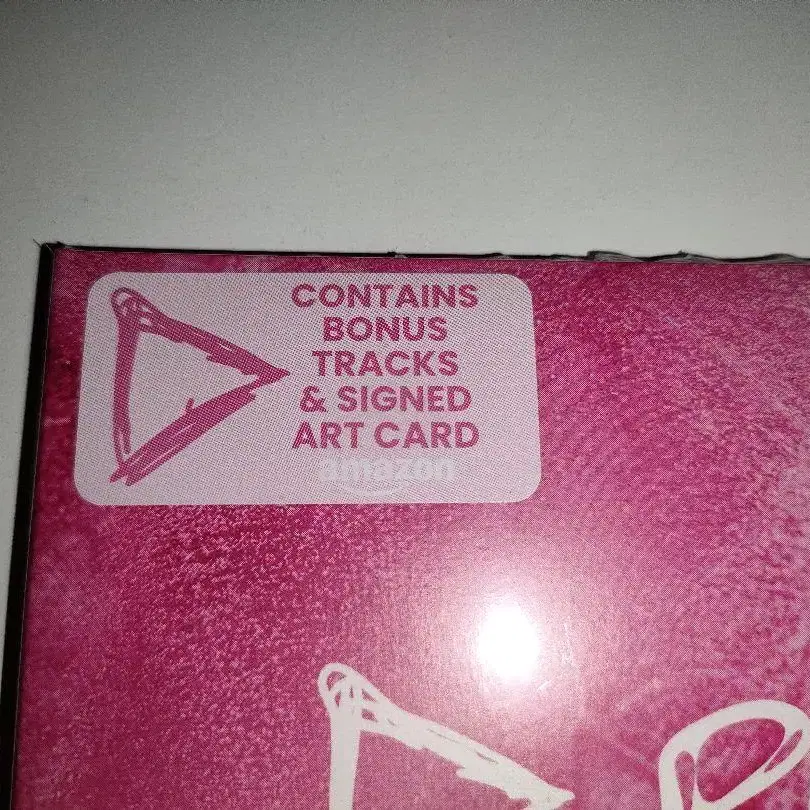 CONTAINS
BONUS
TRACKS
& SIGNED
ART CARD
amazon